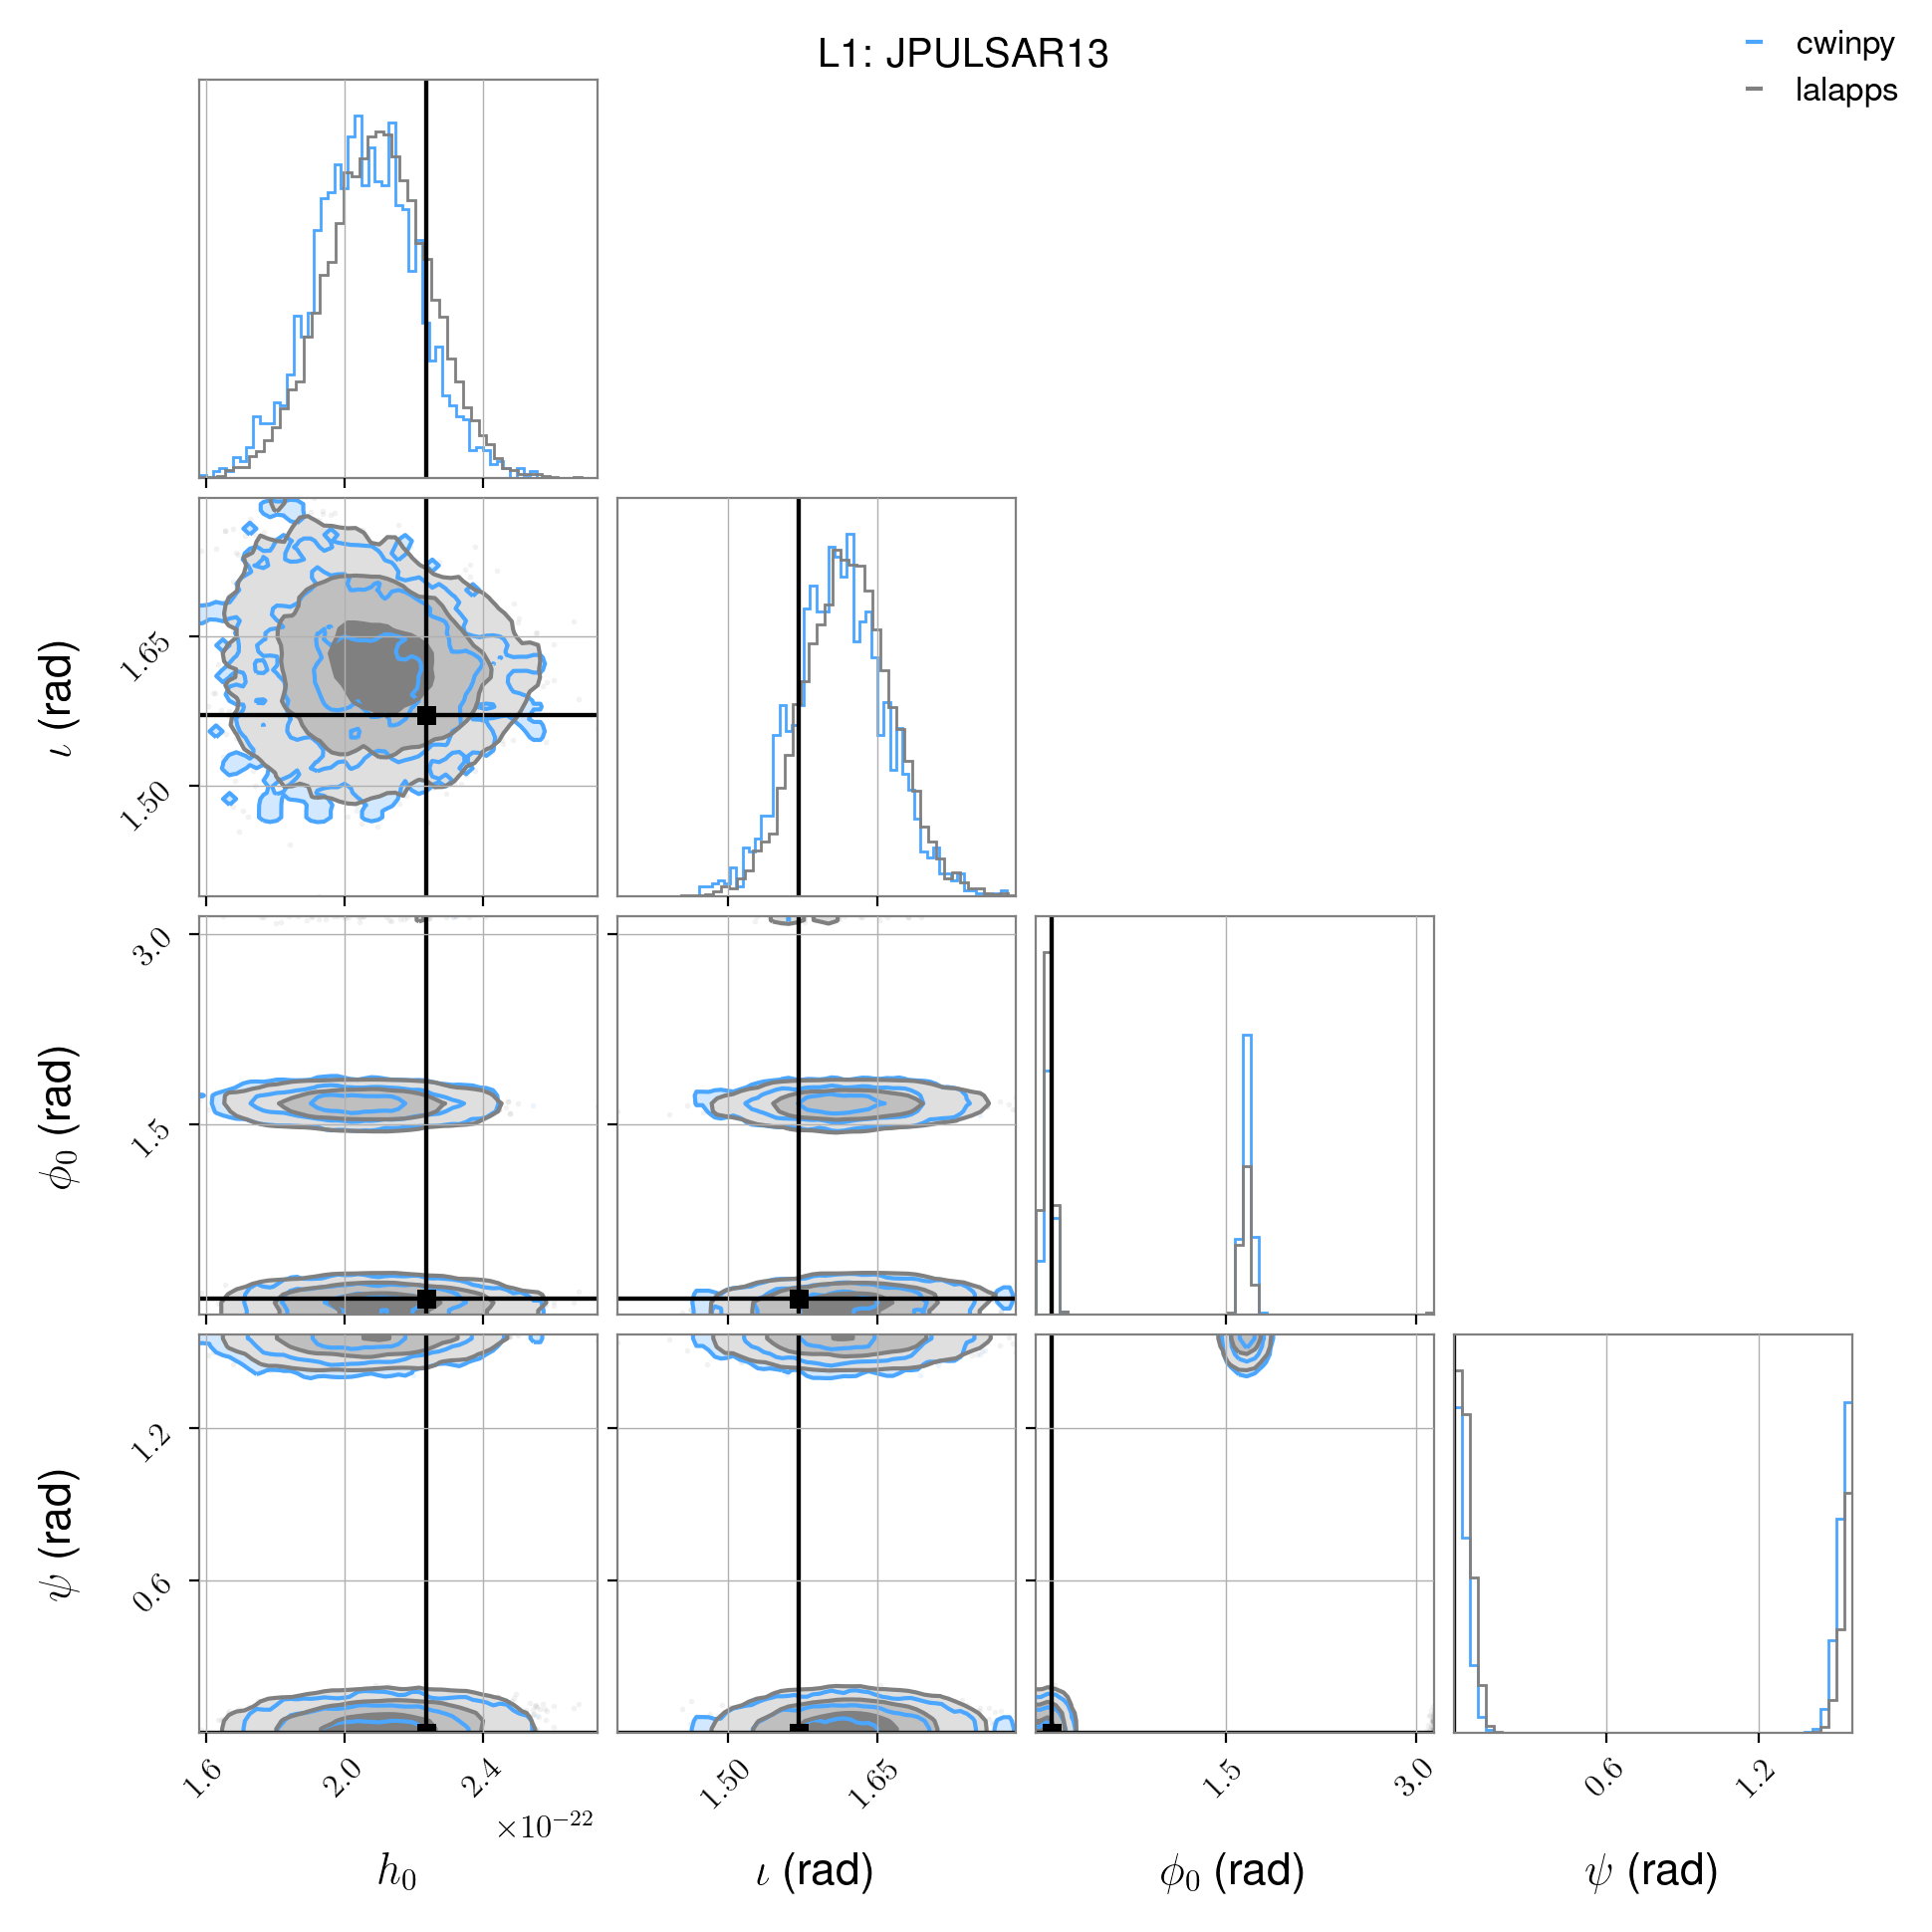 L1: JPULSAR13
cwinpy
lalapps
ι (rad)
1.65
1.50
ϕ₀ (rad)
3.0
1.5
ψ (rad)
1.2
0.6
1.6 2.0 2.4 1.50 1.65 1.5 3.0 0.6 1.2
×10⁻²²
h₀ ι (rad) ϕ₀ (rad) ψ (rad)